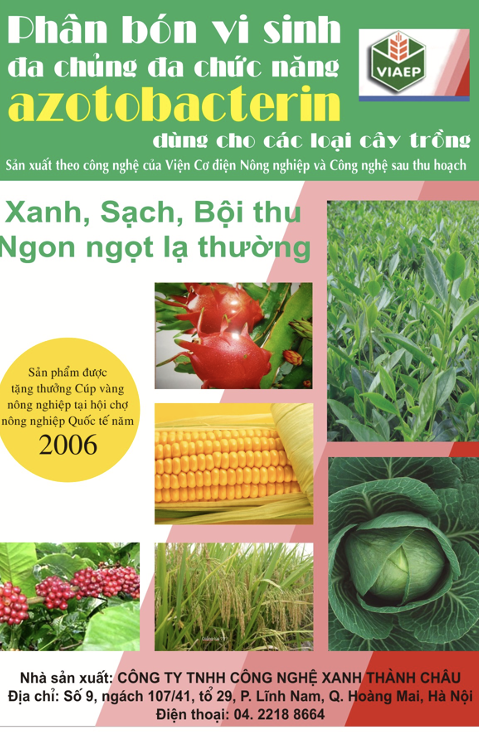 Phân bón vi sinh
đa chủng đa chức năng
azotobacterin
dùng cho các loại cây trồng
VIAEP
Sản xuất theo công nghệ của Viện Cơ điện Nông nghiệp và Công nghệ sau thu hoạch
Xanh, Sạch, Bội thu
Ngon ngọt lạ thường
Sản phẩm được
tặng thưởng Cúp vàng
nông nghiệp tại hội chợ
nông nghiệp Quốc tế năm
2006
Nhà sản xuất: CÔNG TY TNHH CÔNG NGHỆ XANH THÀNH CHÂU
Địa chỉ: Số 9, ngách 107/41, tổ 29, P. Lĩnh Nam, Q. Hoàng Mai, Hà Nội
Điện thoại: 04. 2218 8664